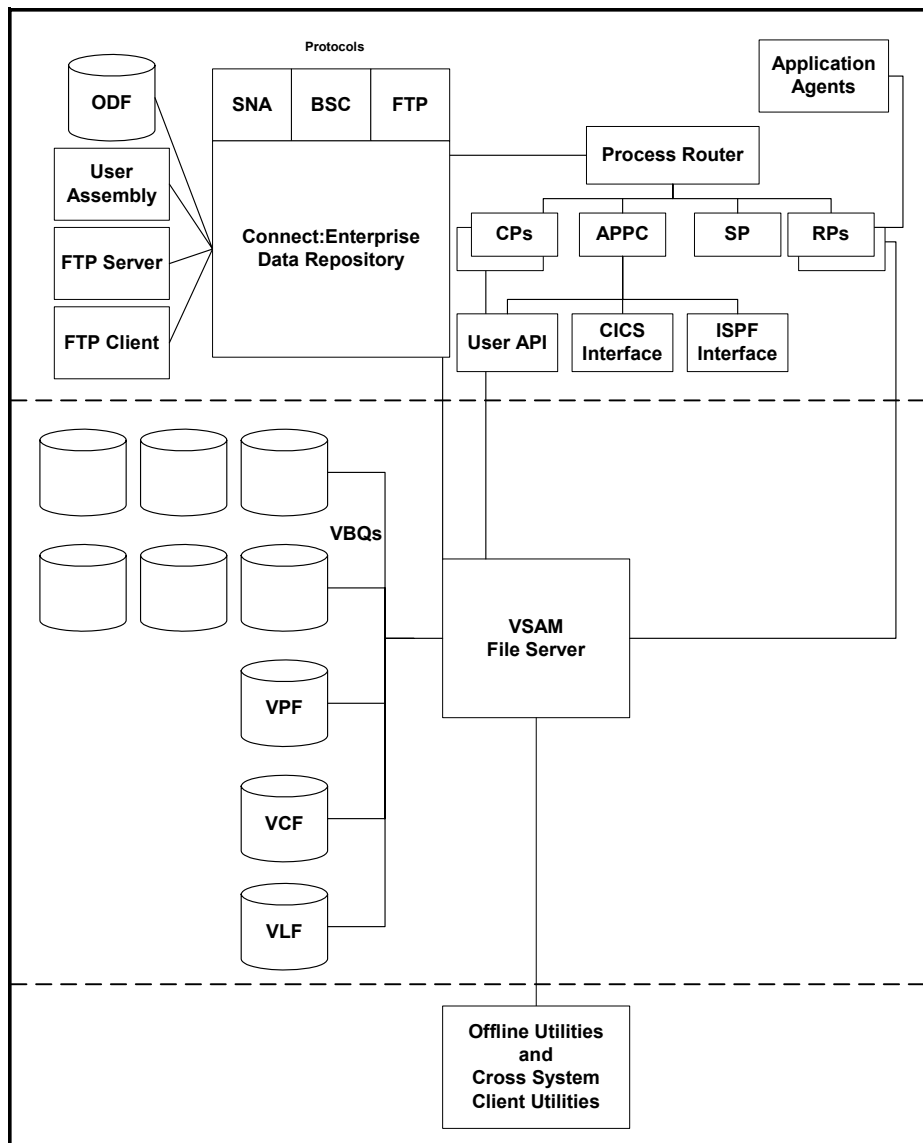 Protocols
ODF
SNA
BSC
FTP
Application
Agents
User
Assembly
Process Router
Connect:Enterprise
Data Repository
CPs
APPC
SP
RPs
FTP Server
FTP Client
User API
CICS
Interface
ISPF
Interface
VBQs
VSAM
File Server
VPF
VCF
VLF
Offline Utilities
and
Cross System
Client Utilities